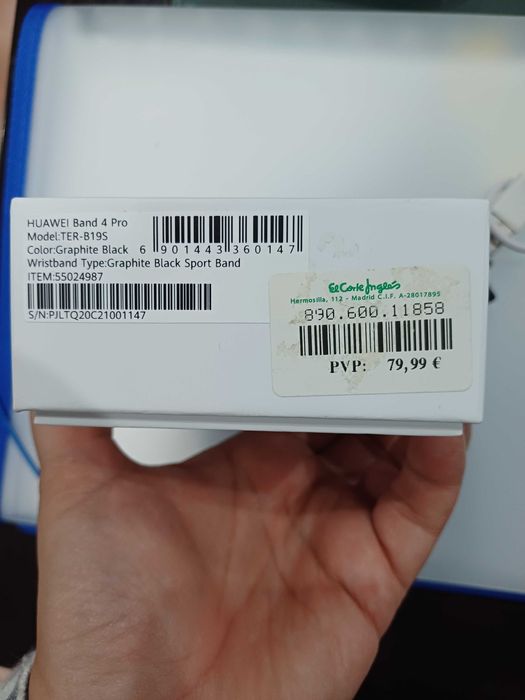 HUAWEI Band 4 Pro
Model:TER-B19S
Color:Graphite Black 6 901443 360147
Wristband Type:Graphite Black Sport Band
ITEM:55024987
S/N:PJLTQ20C21001147
El Corte Inglés
Hermosilla, 112 - Madrid C.I.F. A-28017895
890.600.11858
PVP: 79,99 €